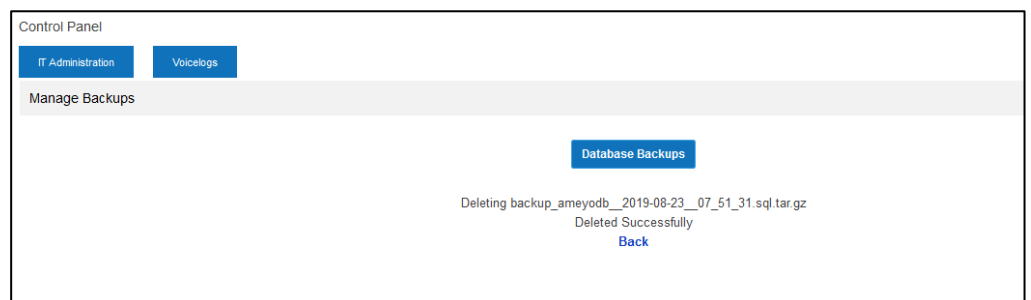 Control Panel
IT Administration
Voicelogs
Manage Backups
Database Backups
Deleting backup_ameyodb__2019-08-23__07_51_31.sql.tar.gz
Deleted Successfully
Back